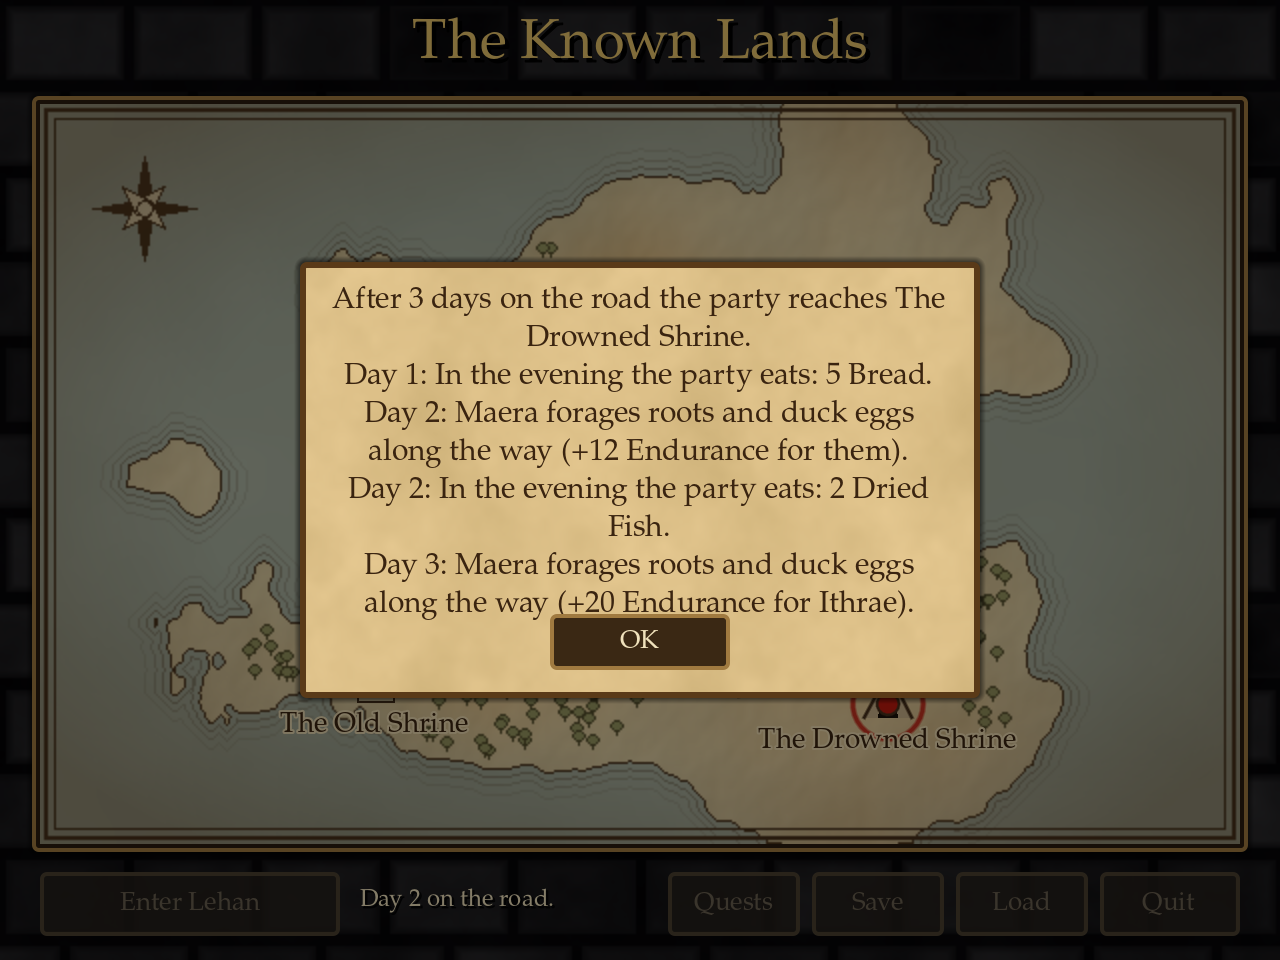 The Known Lands
After 3 days on the road the party reaches The
Drowned Shrine.
Day 1: In the evening the party eats: 5 Bread.
Day 2: Maera forages roots and duck eggs
along the way (+12 Endurance for them).
Day 2: In the evening the party eats: 2 Dried
Fish.
Day 3: Maera forages roots and duck eggs
along the way (+20 Endurance for Ithrae).
OK
The Old Shrine
The Drowned Shrine
Enter Lehan
Day 2 on the road.
Quests
Save
Load
Quit